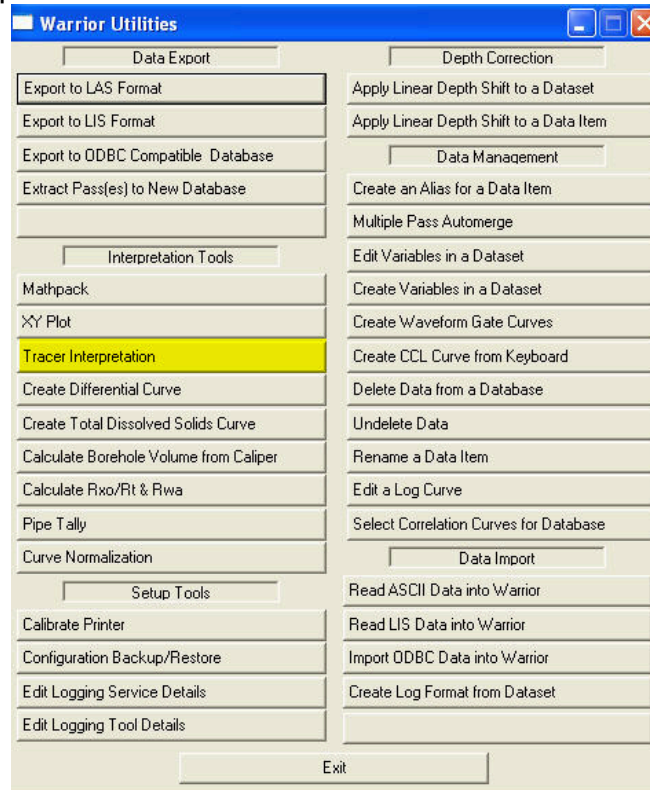 Warrior Utilities
Data Export
Export to LAS Format
Export to LIS Format
Export to ODBC Compatible Database
Extract Pass(es) to New Database
Interpretation Tools
Mathpack
XY Plot
Tracer Interpretation
Create Differential Curve
Create Total Dissolved Solids Curve
Calculate Borehole Volume from Caliper
Calculate Rxo/Rt & Rwa
Pipe Tally
Curve Normalization
Setup Tools
Calibrate Printer
Configuration Backup/Restore
Edit Logging Service Details
Edit Logging Tool Details
Depth Correction
Apply Linear Depth Shift to a Dataset
Apply Linear Depth Shift to a Data Item
Data Management
Create an Alias for a Data Item
Multiple Pass Automerge
Edit Variables in a Dataset
Create Variables in a Dataset
Create Waveform Gate Curves
Create CCL Curve from Keyboard
Delete Data from a Database
Undelete Data
Rename a Data Item
Edit a Log Curve
Select Correlation Curves for Database
Data Import
Read ASCII Data into Warrior
Read LIS Data into Warrior
Import ODBC Data into Warrior
Create Log Format from Dataset
Exit